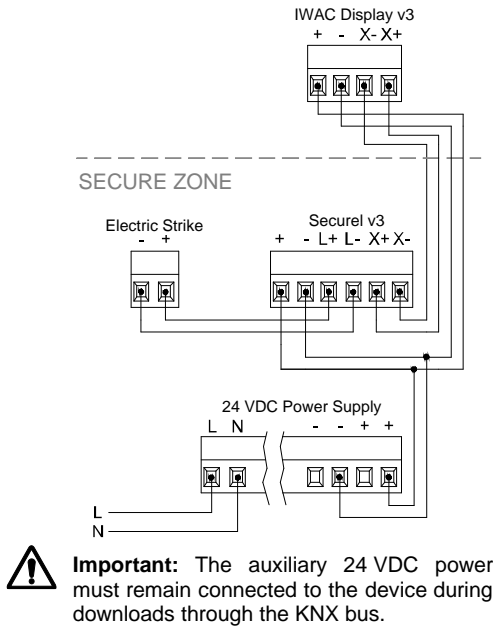 IWAC Display v3
+ - X- X+
SECURE ZONE
Electric Strike
- +
Securel v3
+ - L+ L- X+ X-
24 VDC Power Supply
L N - - + +
L
N
Important: The auxiliary 24 VDC power
must remain connected to the device during
downloads through the KNX bus.